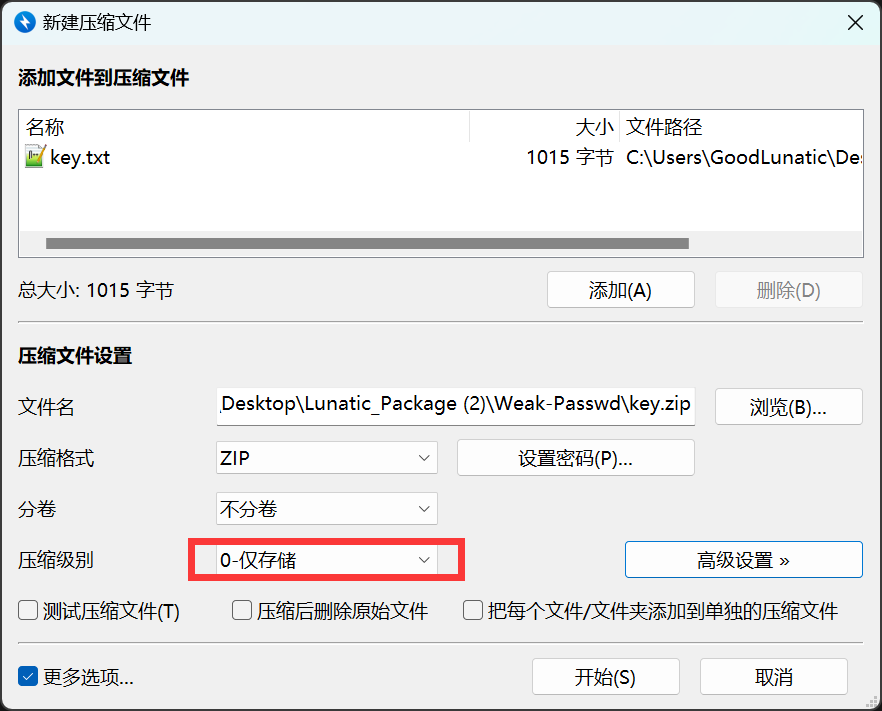 新建压缩文件
添加文件到压缩文件
名称 大小 文件路径
key.txt 1015 字节 C:\Users\GoodLunatic\De
总大小: 1015 字节 添加(A) 删除(D)
压缩文件设置
文件名 Desktop\Lunatic_Package (2)\Weak-Passwd\key.zip 浏览(B)...
压缩格式 ZIP 设置密码(P)...
分卷 不分卷
压缩级别 0-仅存储 高级设置 »
测试压缩文件(T) 压缩后删除原始文件 把每个文件/文件夹添加到单独的压缩文件
更多选项... 开始(S) 取消